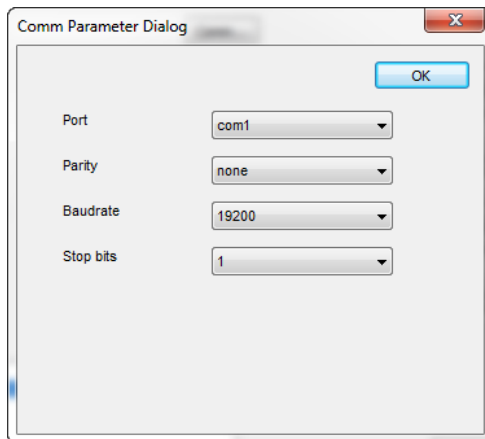 Comm Parameter Dialog
OK
Port com1
Parity none
Baudrate 19200
Stop bits 1